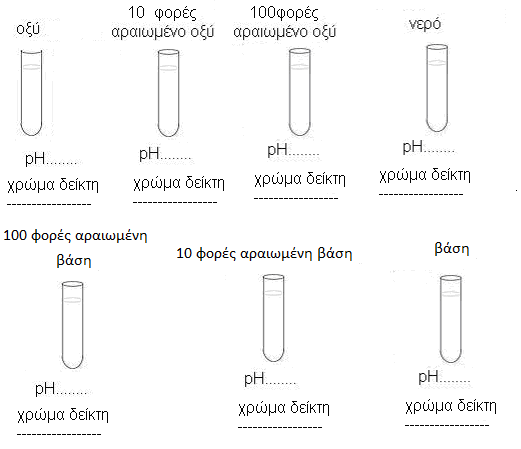 οξύ
10 φορές
αραιωμένο οξύ
100φορές
αραιωμένο οξύ
νερό
pH........
χρώμα δείκτη
-----------------
pH........
χρώμα δείκτη
-----------------
pH........
χρώμα δείκτη
-----------------
pH........
χρώμα δείκτη
-----------------
100 φορές αραιωμένη
βάση
10 φορές αραιωμένη βάση
βάση
pH........
χρώμα δείκτη
-----------------
pH........
χρώμα δείκτη
-----------------
pH........
χρώμα δείκτη
-----------------